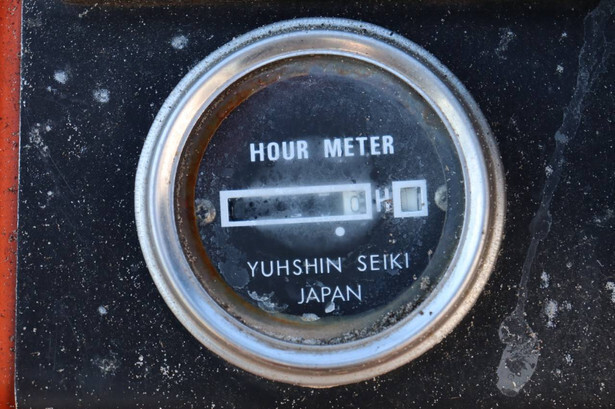 HOUR METER
H
YUHSHIN SEIKI
JAPAN